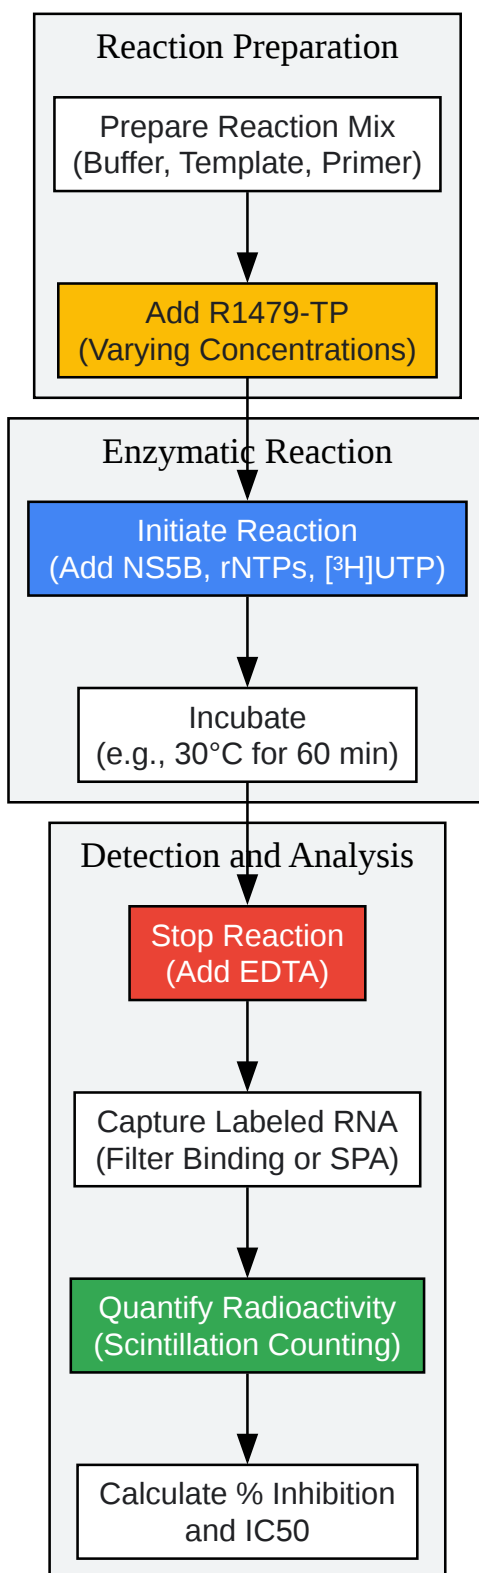 Reaction Preparation
Prepare Reaction Mix
(Buffer, Template, Primer)
Add R1479-TP
(Varying Concentrations)
Enzymatic Reaction
Initiate Reaction
(Add NS5B, rNTPs, [³H]UTP)
Incubate
(e.g., 30°C for 60 min)
Detection and Analysis
Stop Reaction
(Add EDTA)
Capture Labeled RNA
(Filter Binding or SPA)
Quantify Radioactivity
(Scintillation Counting)
Calculate % Inhibition
and IC50